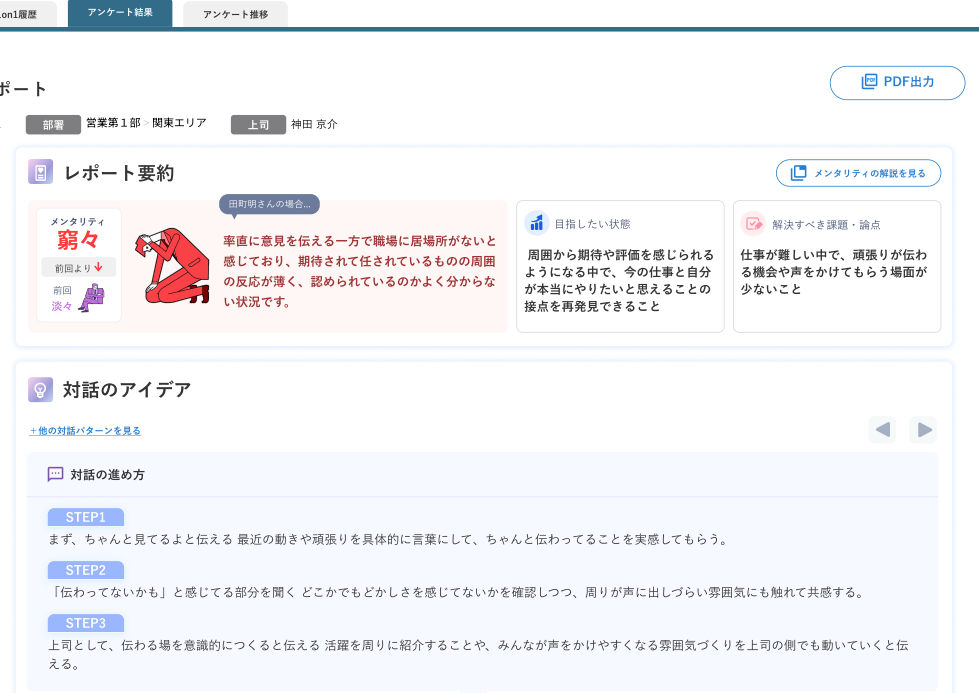 on1履歴
アンケート結果
アンケート推移
ポート
PDF出力
部署 営業第１部 > 関東エリア 上司 神田 京介
レポート要約
メンタリティの解説を見る
メンタリティ
窮々
前回より↓
前回
淡々
田町明さんの場合...
率直に意見を伝える一方で職場に居場所がないと
感じており、期待されて任されているものの周囲
の反応が薄く、認められているのかよく分からな
い状況です。
目指したい状態
周囲から期待や評価を感じられる
ようになる中で、今の仕事と自分
が本当にやりたいと思えることの
接点を再発見できること
解決すべき課題・論点
仕事が難しい中で、頑張りが伝わ
る機会や声をかけてもらう場面が
少ないこと
対話のアイデア
＋他の対話パターンを見る
対話の進め方
STEP1
まず、ちゃんと見てるよと伝える 最近の動きや頑張りを具体的に言葉にして、ちゃんと伝わってることを実感してもらう。
STEP2
「伝わってないかも」と感じてる部分を聞く どこかでもどかしさを感じてないかを確認しつつ、周りが声に出しづらい雰囲気にも触れて共感する。
STEP3
上司として、伝わる場を意識的につくると伝える 活躍を周りに紹介することや、みんなが声をかけやすくなる雰囲気づくりを上司の側でも動いていくと伝
える。